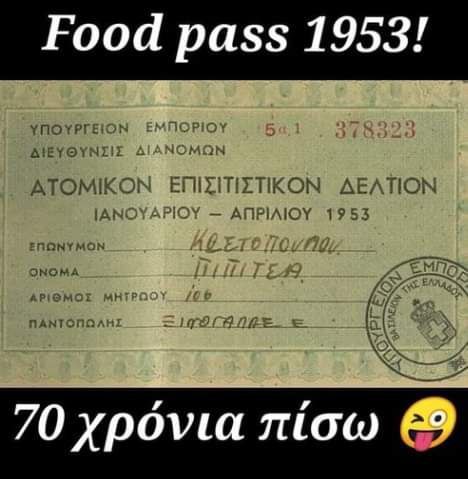 Food pass 1953!
ΥΠΟΥΡΓΕΙΟΝ ΕΜΠΟΡΙΟΥ 5α, 1 378323
ΔΙΕΥΘΥΝΣΙΣ ΔΙΑΝΟΜΩΝ
ΑΤΟΜΙΚΟΝ ΕΠΙΣΙΤΙΣΤΙΚΟΝ ΔΕΛΤΙΟΝ
ΙΑΝΟΥΑΡΙΟΥ – ΑΠΡΙΛΙΟΥ 1953
ΕΠΩΝΥΜΟΝ
ΟΝΟΜΑ ΠΙΠΙΤΣΑ
ΑΡΙΘΜΟΣ ΜΗΤΡΩΟΥ 106
ΠΑΝΤΟΠΩΛΗΣ
ΥΠΟΥΡΓΕΙΟΝ ΕΜΠΟΡ
ΒΑΣΙΛΕΙΟΝ ΤΗΣ ΕΛΛΑΔΟΣ
70 χρόνια πίσω 😜